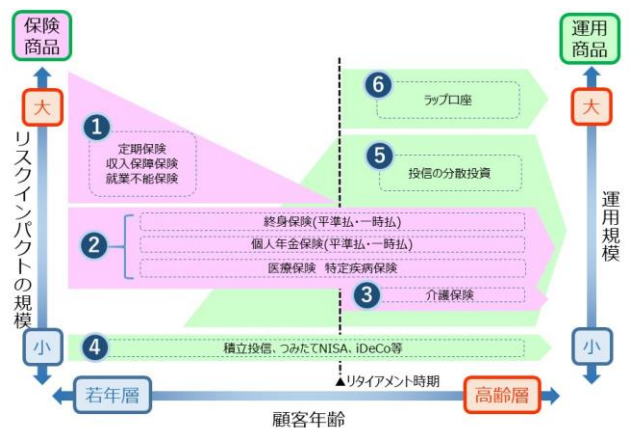 保険
商品
運用
商品
大
大
リスクインパクトの規模
運用規模
6
ラップ口座
1
定期保険
収入保障保険
就業不能保険
5
投信の分散投資
2
終身保険(平準払・一時払)
個人年金保険(平準払・一時払)
医療保険 特定疾病保険
3
介護保険
小
小
4
積立投信、つみたてNISA、iDeCo等
▲リタイアメント時期
若年層
高齢層
顧客年齢